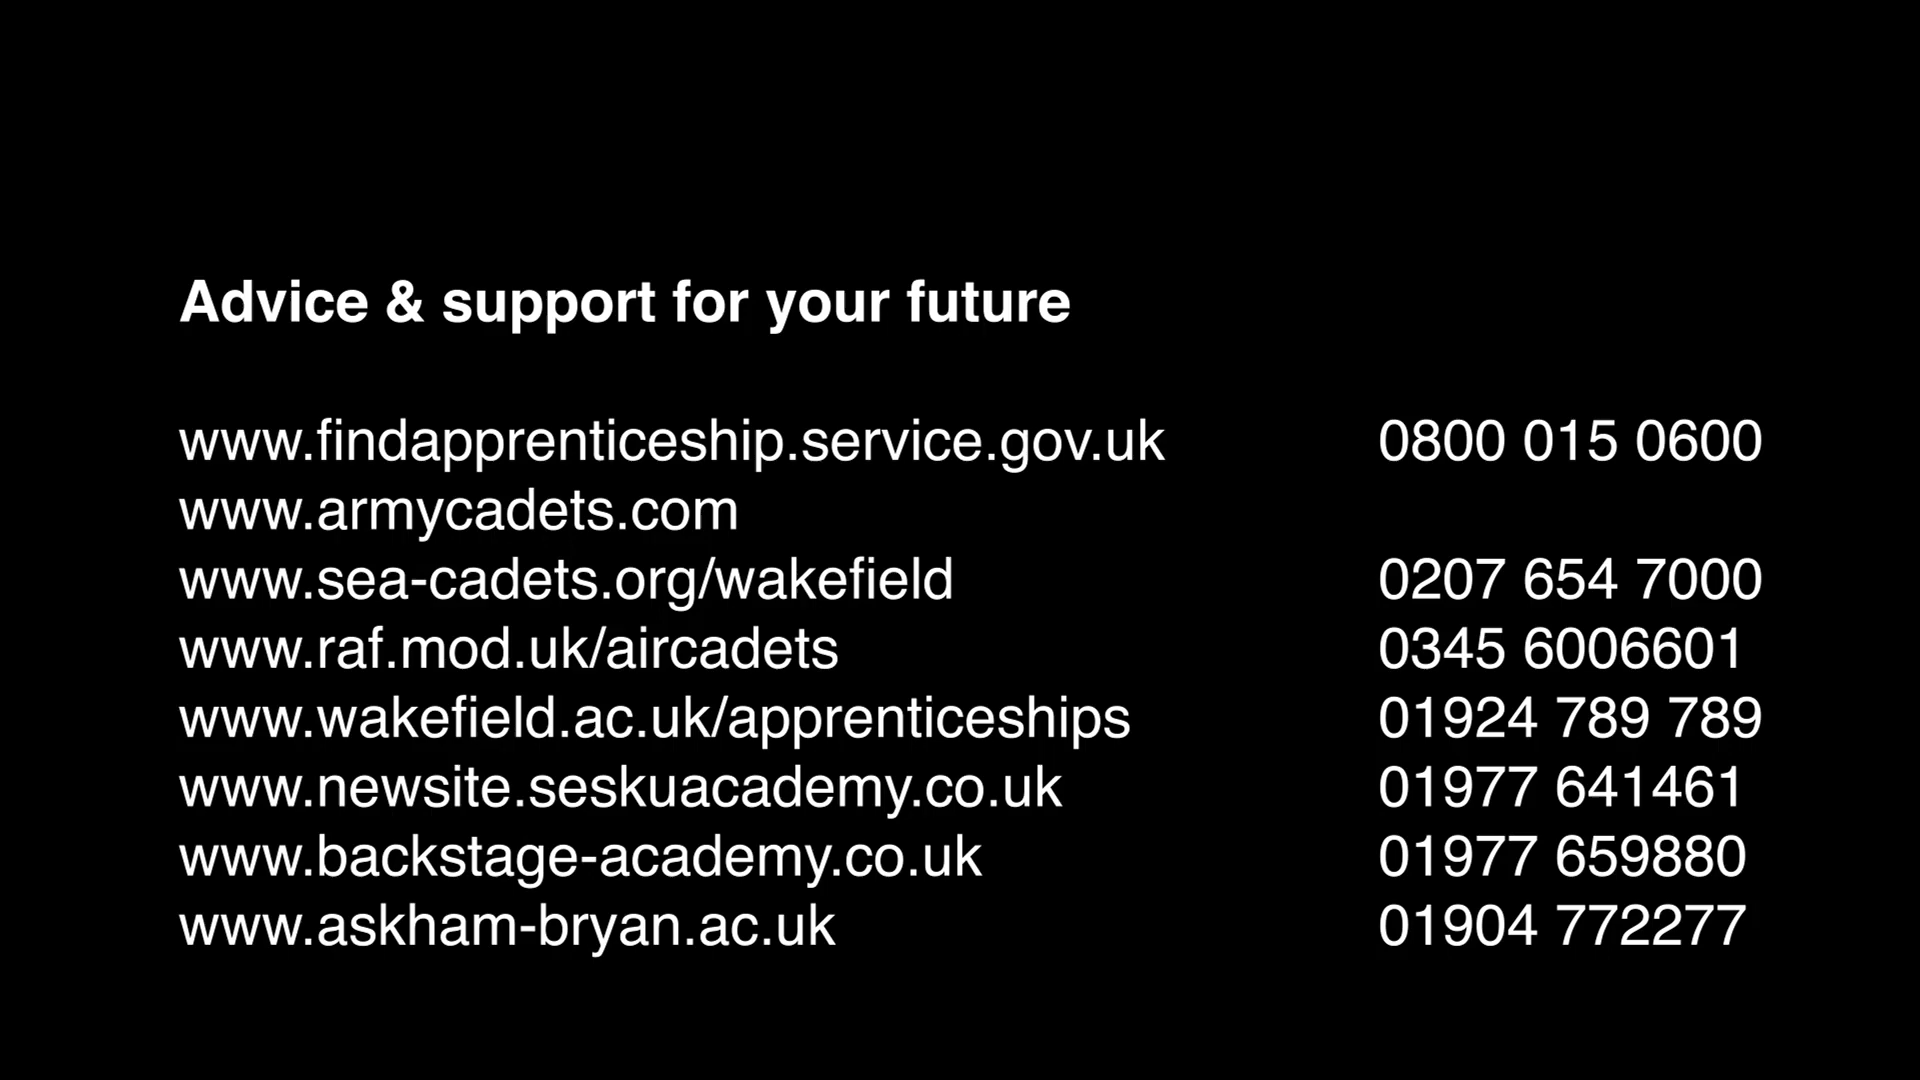 Advice & support for your future
www.findapprenticeship.service.gov.uk 0800 015 0600
www.armycadets.com
www.sea-cadets.org/wakefield 0207 654 7000
www.raf.mod.uk/aircadets 0345 6006601
www.wakefield.ac.uk/apprenticeships 01924 789 789
www.newsite.seskuacademy.co.uk 01977 641461
www.backstage-academy.co.uk 01977 659880
www.askham-bryan.ac.uk 01904 772277